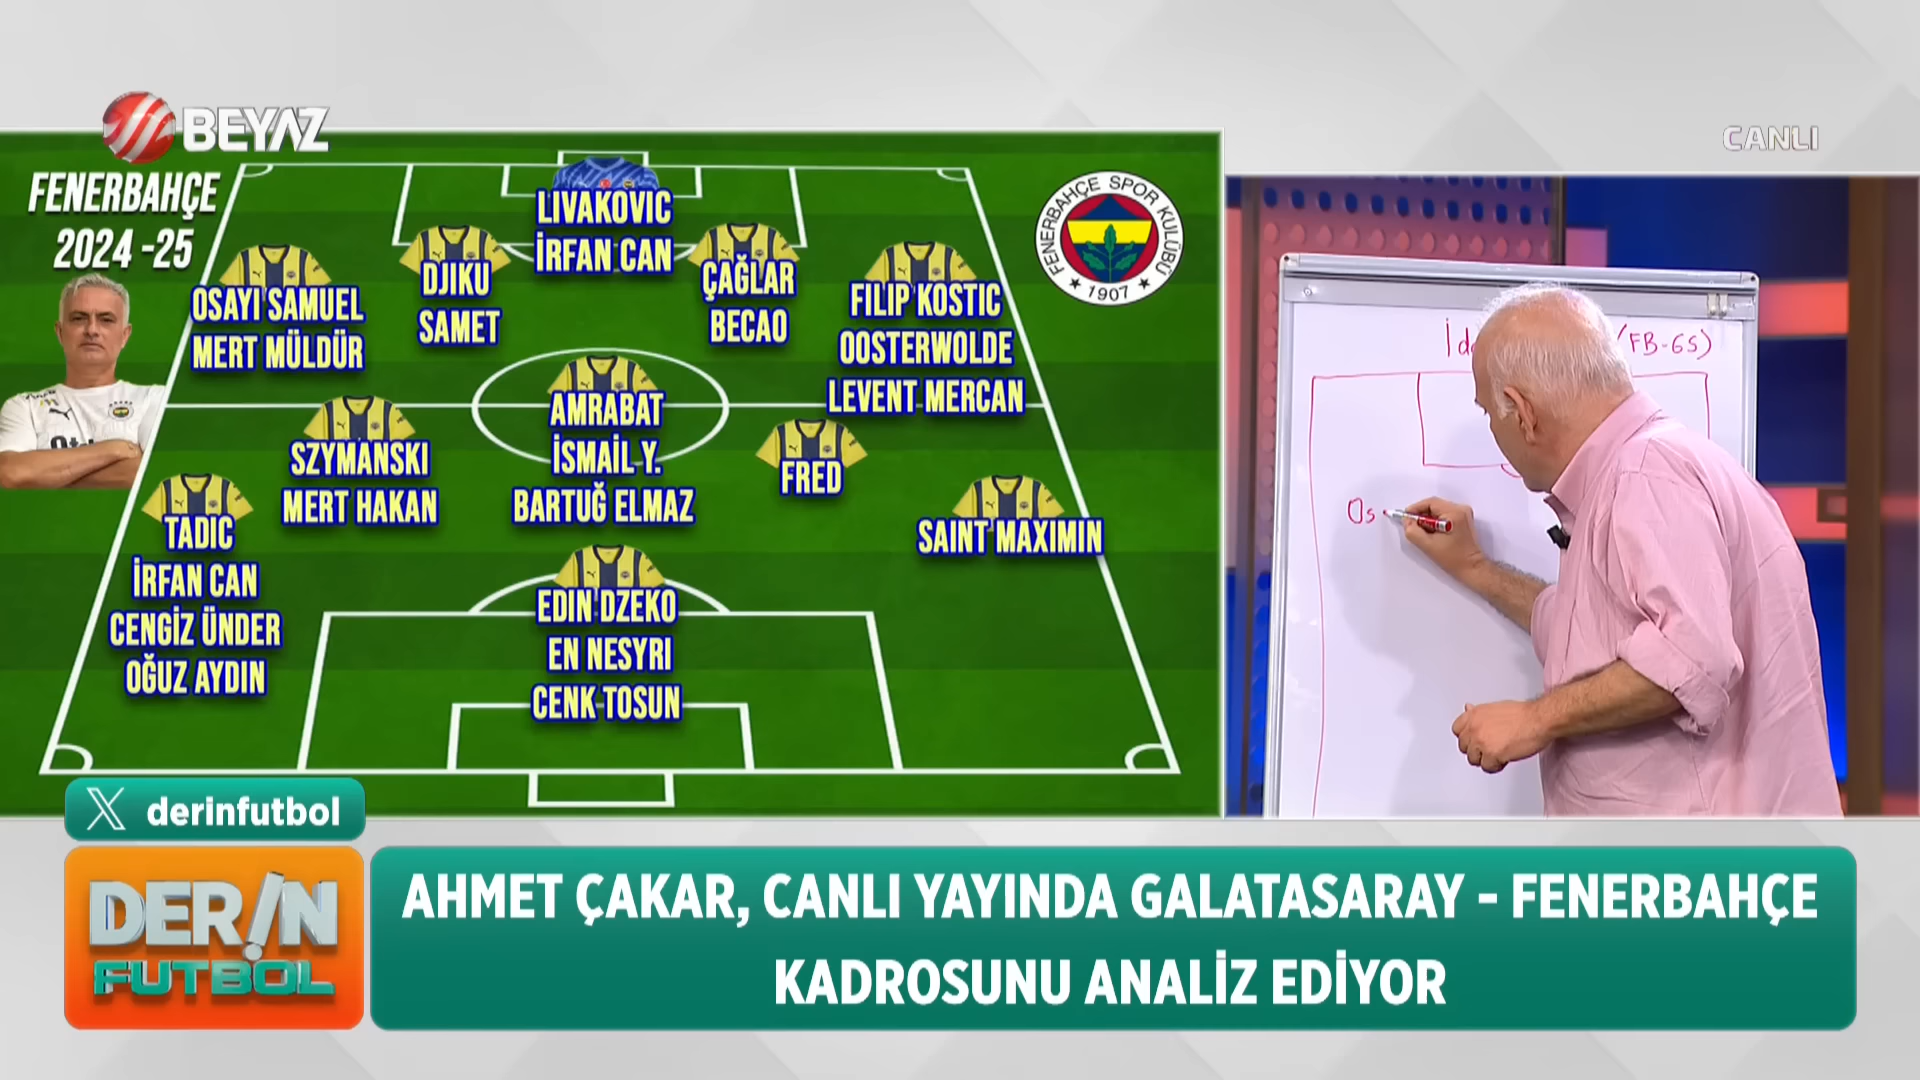 BEYAZ
CANLI
FENERBAHÇE
2024 -25
LIVAKOVIC
İRFAN CAN
OSAYI SAMUEL
MERT MÜLDÜR
DJIKU
SAMET
ÇAĞLAR
BECAO
FILIP KOSTIC
OOSTERWOLDE
LEVENT MERCAN
FENERBAHÇE SPOR KULÜBÜ
★ 1907 ★
SZYMANSKI
MERT HAKAN
AMRABAT
İSMAİL Y.
BARTUĞ ELMAZ
FRED
TADIC
İRFAN CAN
CENGİZ ÜNDER
OĞUZ AYDIN
SAINT MAXIMIN
EDIN DZEKO
EN NESYRI
CENK TOSUN
(FB-GS)
Os
X derinfutbol
DERİN
FUTBOL
AHMET ÇAKAR, CANLI YAYINDA GALATASARAY - FENERBAHÇE
KADROSUNU ANALİZ EDİYOR